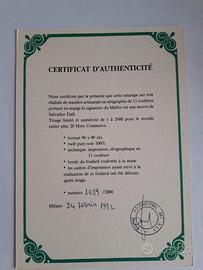 CERTIFICAT D'AUTHENTICITÉ
Nous certifions par la présente que cette estampe sur soie
réalisée de manière artisanale en sérigraphie de 11 couleurs
portant en marge la signature du Maître est une œuvre de
Salvador Dalí.
Tirage limité et numéroté de 1 à 2000 pour le monde
entier plus 20 Hors Commerce.
• format 90 x 90 cm
• twill pure soie 100%
• technique: impression, sérigraphique en
11 couleurs
• bords du foulard roulottés à la main
• les cadres d'impression ayant servi à la
réalisation de ce foulard ont été détruits
après tirage.
• numéro 1039 /2000
Milano 24 1992